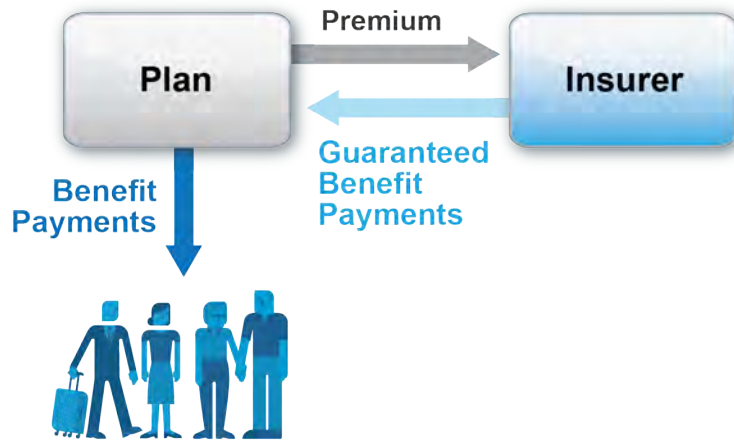 Premium
Plan
Insurer
Guaranteed
Benefit
Payments
Benefit
Payments